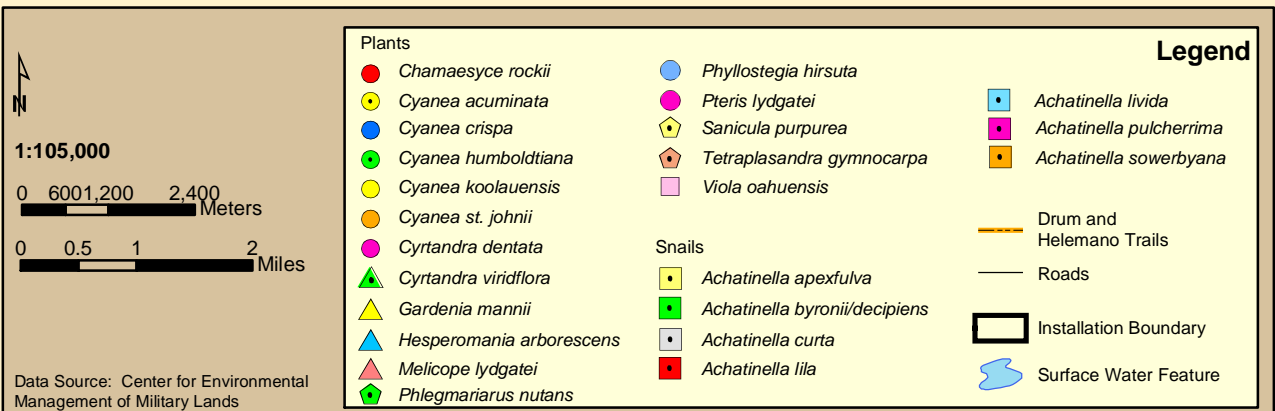 N
1:105,000
0 6001,200 2,400
Meters
0 0.5 1 2
Miles
Data Source: Center for Environmental
Management of Military Lands
Legend
Plants
Chamaesyce rockii
Cyanea acuminata
Cyanea crispa
Cyanea humboldtiana
Cyanea koolauensis
Cyanea st. johnii
Cyrtandra dentata
Cyrtandra viridflora
Gardenia mannii
Hesperomania arborescens
Melicope lydgatei
Phlegmariarus nutans
Phyllostegia hirsuta
Pteris lydgatei
Sanicula purpurea
Tetraplasandra gymnocarpa
Viola oahuensis
Snails
Achatinella apexfulva
Achatinella byronii/decipiens
Achatinella curta
Achatinella lila
Achatinella livida
Achatinella pulcherrima
Achatinella sowerbyana
Drum and
Helemano Trails
Roads
Installation Boundary
Surface Water Feature